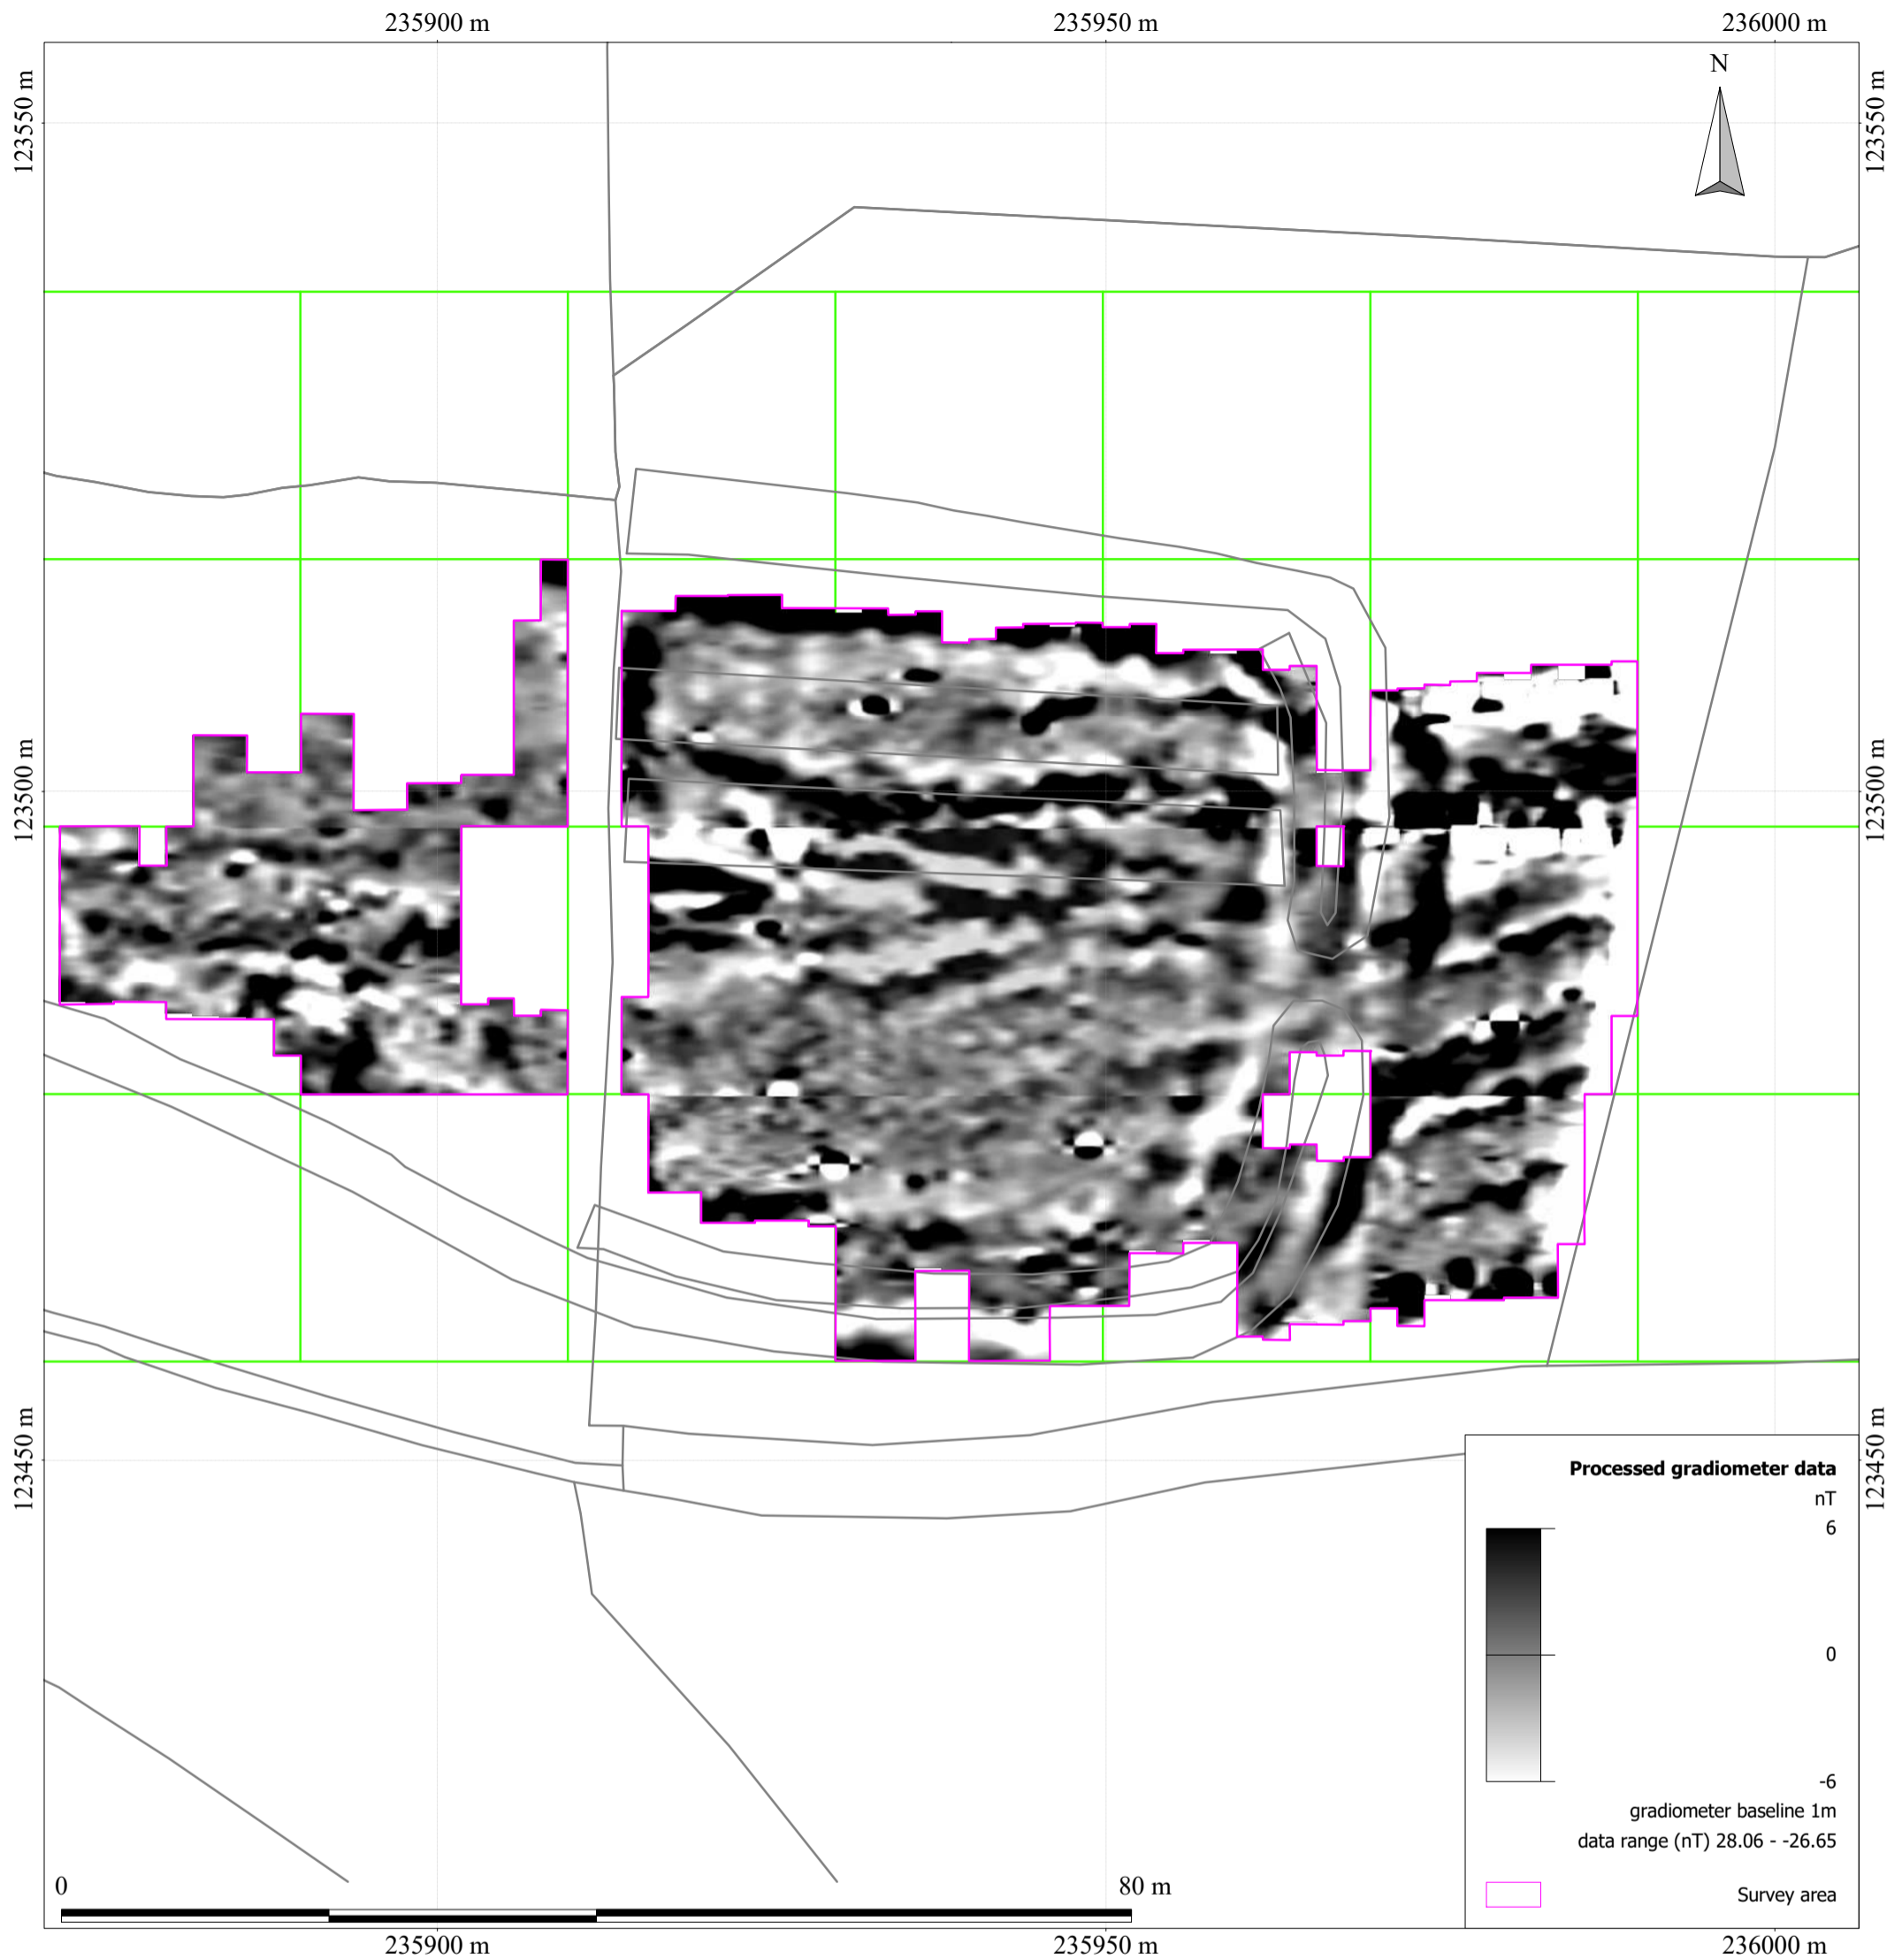 235900 m 235950 m 236000 m
N
123550 m 123550 m
123500 m 123500 m
123450 m 123450 m
Processed gradiometer data
nT
6
0
-6
gradiometer baseline 1m
data range (nT) 28.06 - -26.65
Survey area
0 80 m
235900 m 235950 m 236000 m